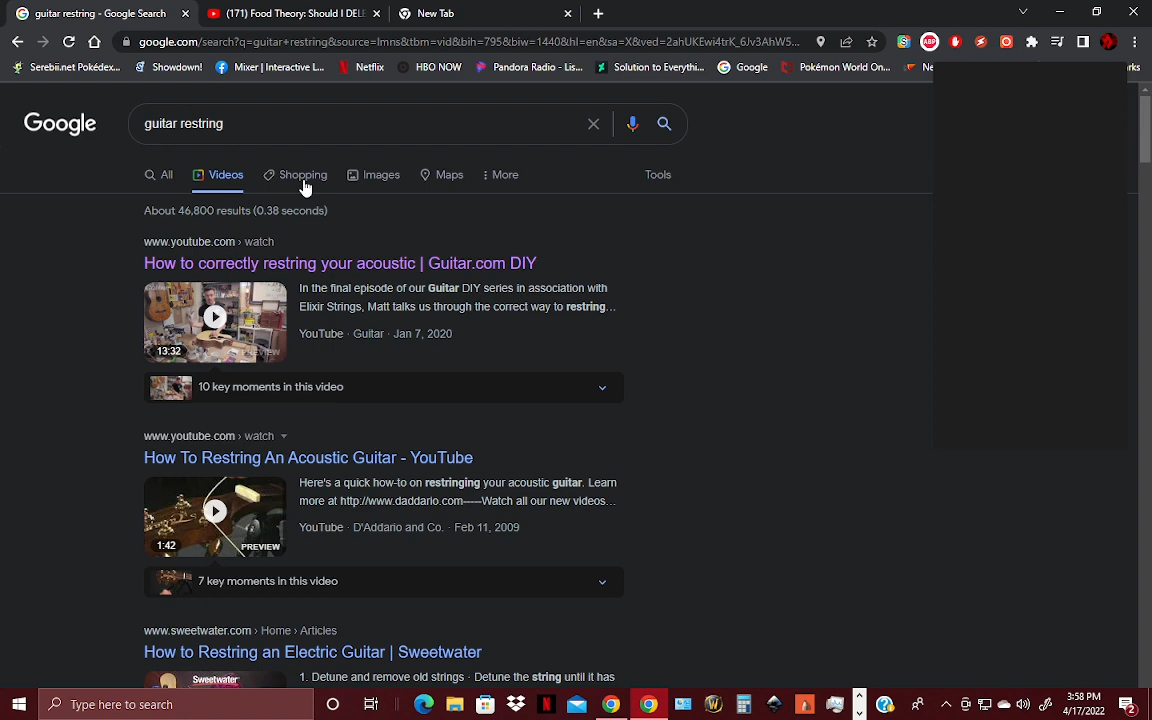 guitar restring - Google Search
(171) Food Theory: Should I DEL
New Tab
google.com/search?q=guitar+restring&source=lmns&tbm=vid&bih=795&biw=1440&hl=en&sa=X&ved=2ahUKEwi4trK_6Jv3AhW5...
ABP
Serebii.net Pokédex...
Showdown!
Mixer | Interactive L...
Netflix
HBO NOW
Pandora Radio - Lis...
Solution to Everythi...
Google
Pokémon World On...
Ne
rks
Google
guitar restring
All
Videos
Shopping
Images
Maps
More
Tools
About 46,800 results (0.38 seconds)
www.youtube.com › watch
How to correctly restring your acoustic | Guitar.com DIY
In the final episode of our Guitar DIY series in association with
Elixir Strings, Matt talks us through the correct way to restring...
YouTube · Guitar · Jan 7, 2020
13:32
PREVIEW
10 key moments in this video
www.youtube.com › watch
How To Restring An Acoustic Guitar - YouTube
Here's a quick how-to on restringing your acoustic guitar. Learn
more at http://www.daddario.com-----Watch all our new videos...
YouTube · D'Addario and Co. · Feb 11, 2009
1:42
PREVIEW
7 key moments in this video
www.sweetwater.com › Home › Articles
How to Restring an Electric Guitar | Sweetwater
Sweetwater
1. Detune and remove old strings · Detune the string until it has
Type here to search
3:58 PM
4/17/2022
2